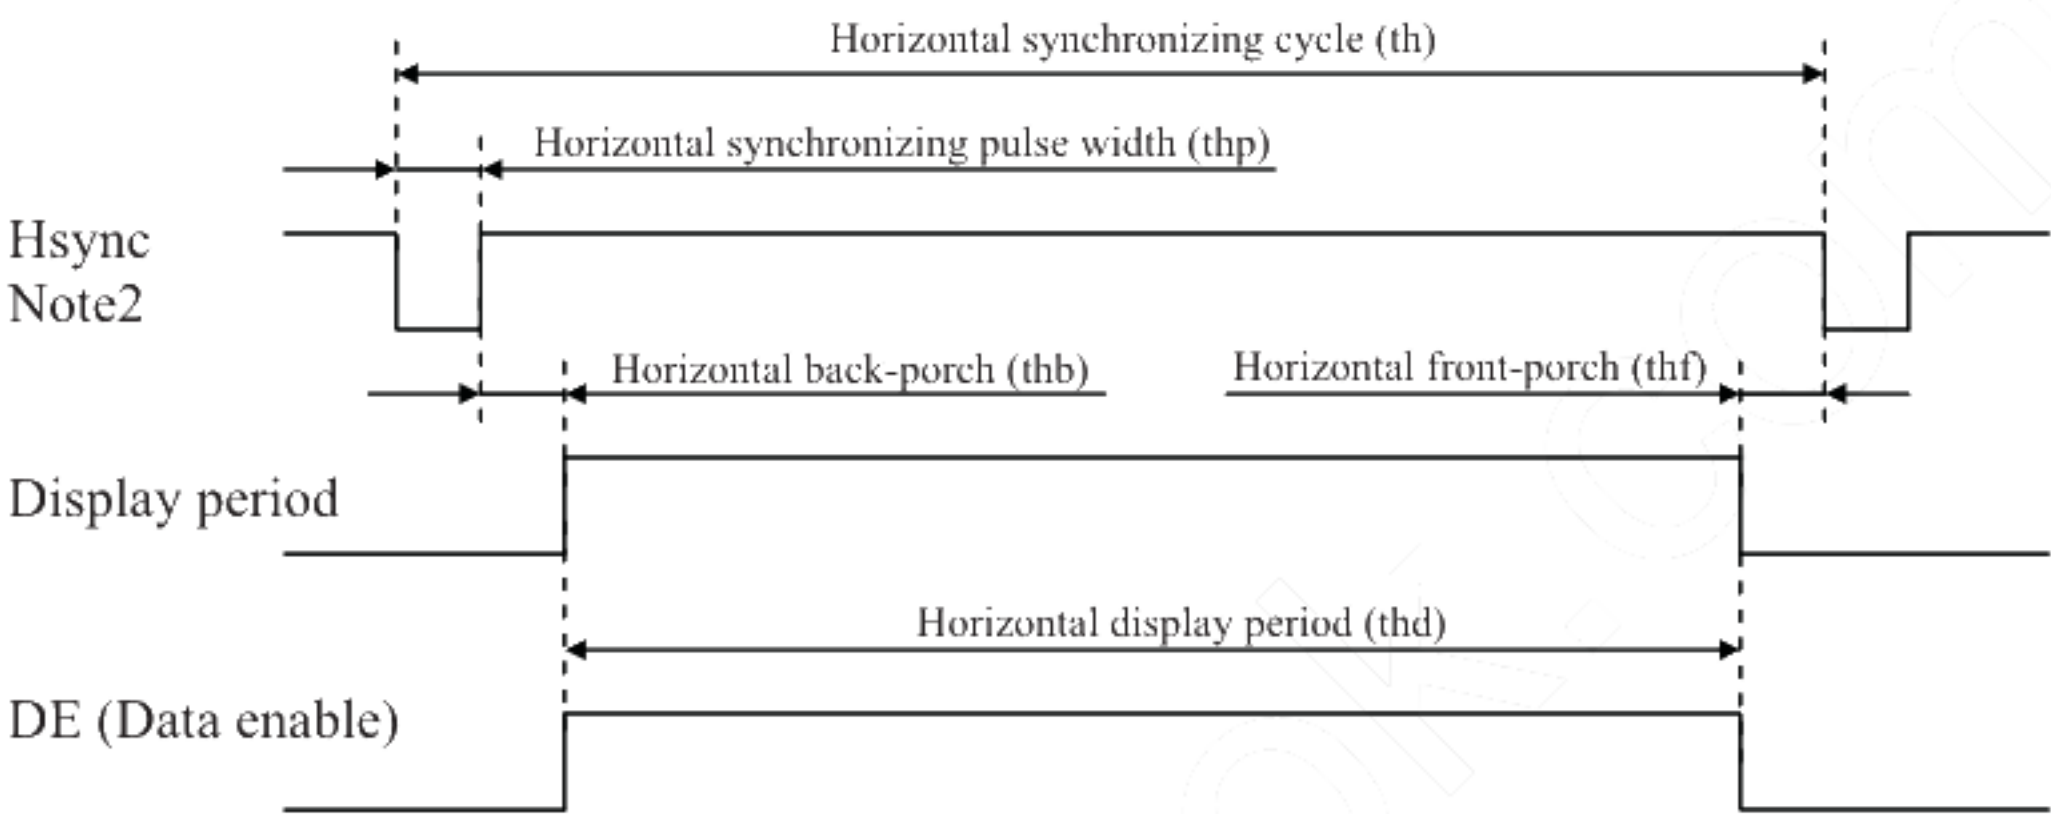 Horizontal synchronizing cycle (th)
Horizontal synchronizing pulse width (thp)
Hsync
Note2
Horizontal back-porch (thb)
Horizontal front-porch (thf)
Display period
Horizontal display period (thd)
DE (Data enable)